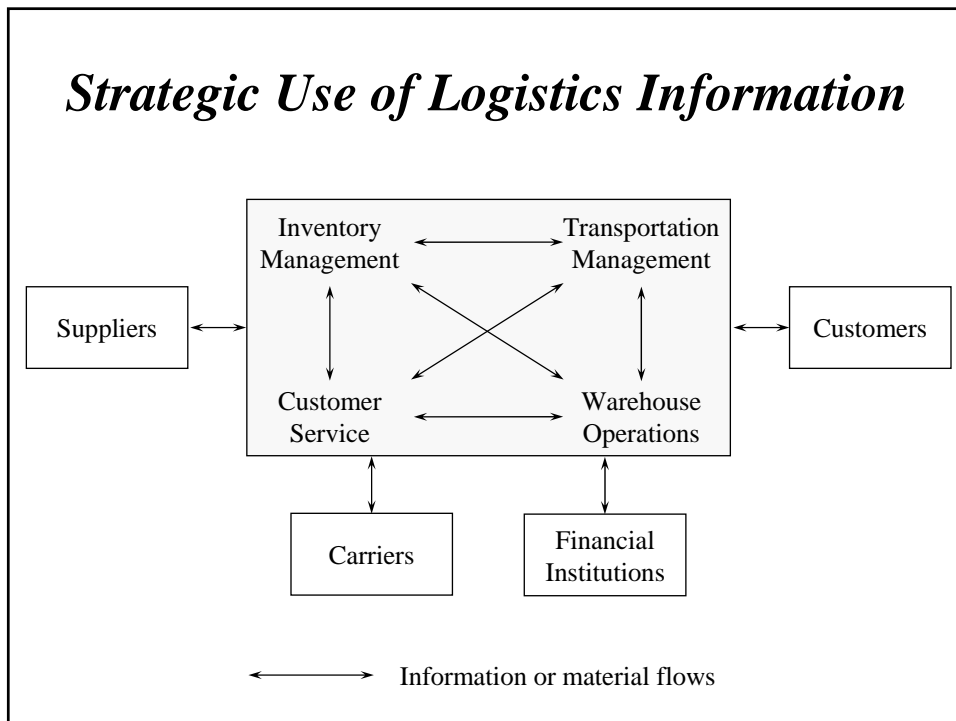 Strategic Use of Logistics Information
Inventory
Management
Transportation
Management
Suppliers
Customers
Customer
Service
Warehouse
Operations
Carriers
Financial
Institutions
Information or material flows